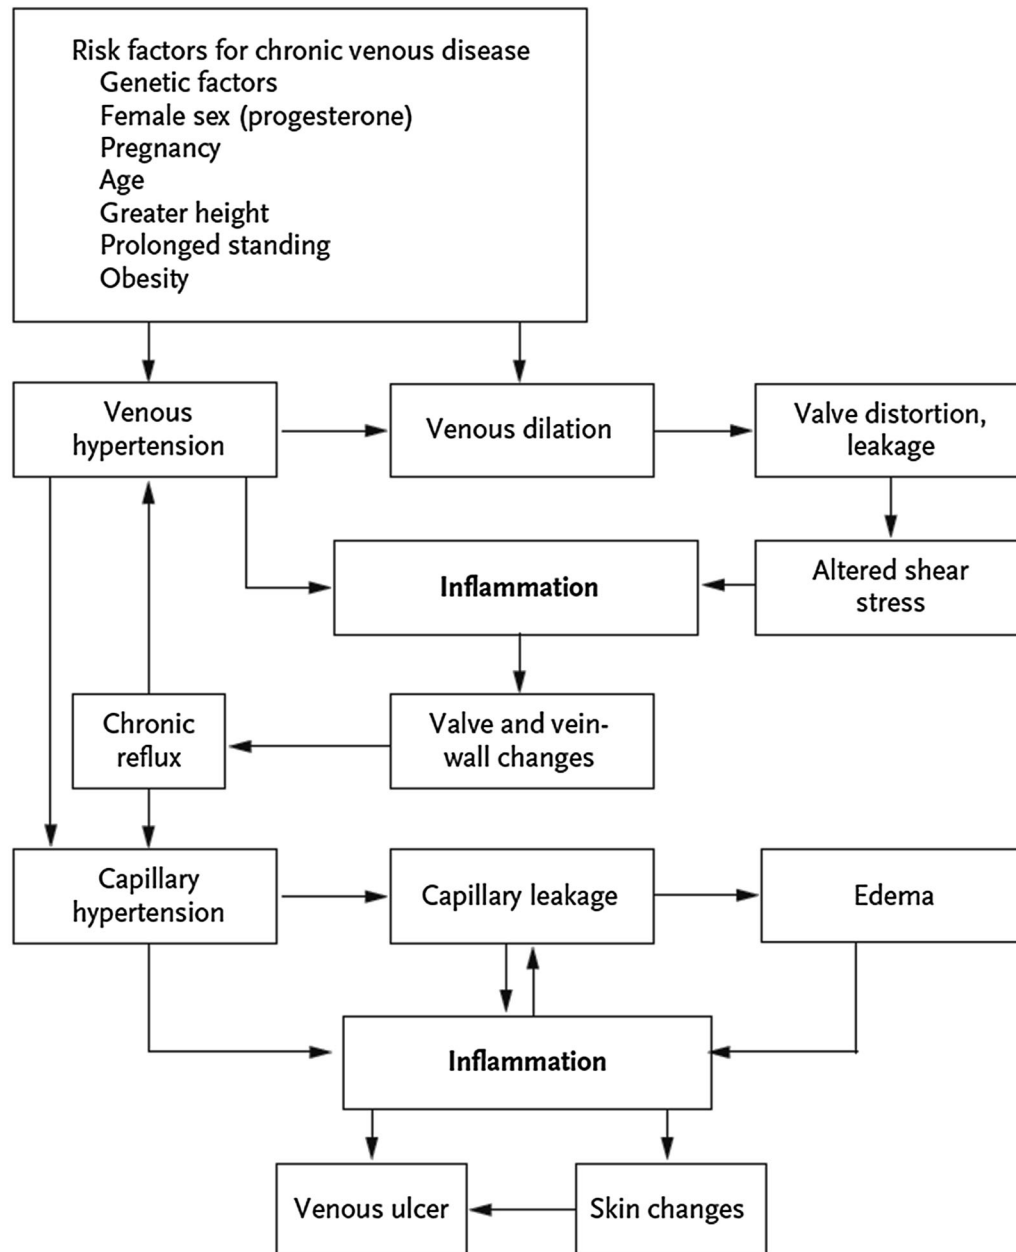 Risk factors for chronic venous disease
Genetic factors
Female sex (progesterone)
Pregnancy
Age
Greater height
Prolonged standing
Obesity
Venous
hypertension
Venous dilation
Valve distortion,
leakage
Inflammation
Altered shear
stress
Chronic
reflux
Valve and vein-
wall changes
Capillary
hypertension
Capillary leakage
Edema
Inflammation
Venous ulcer
Skin changes